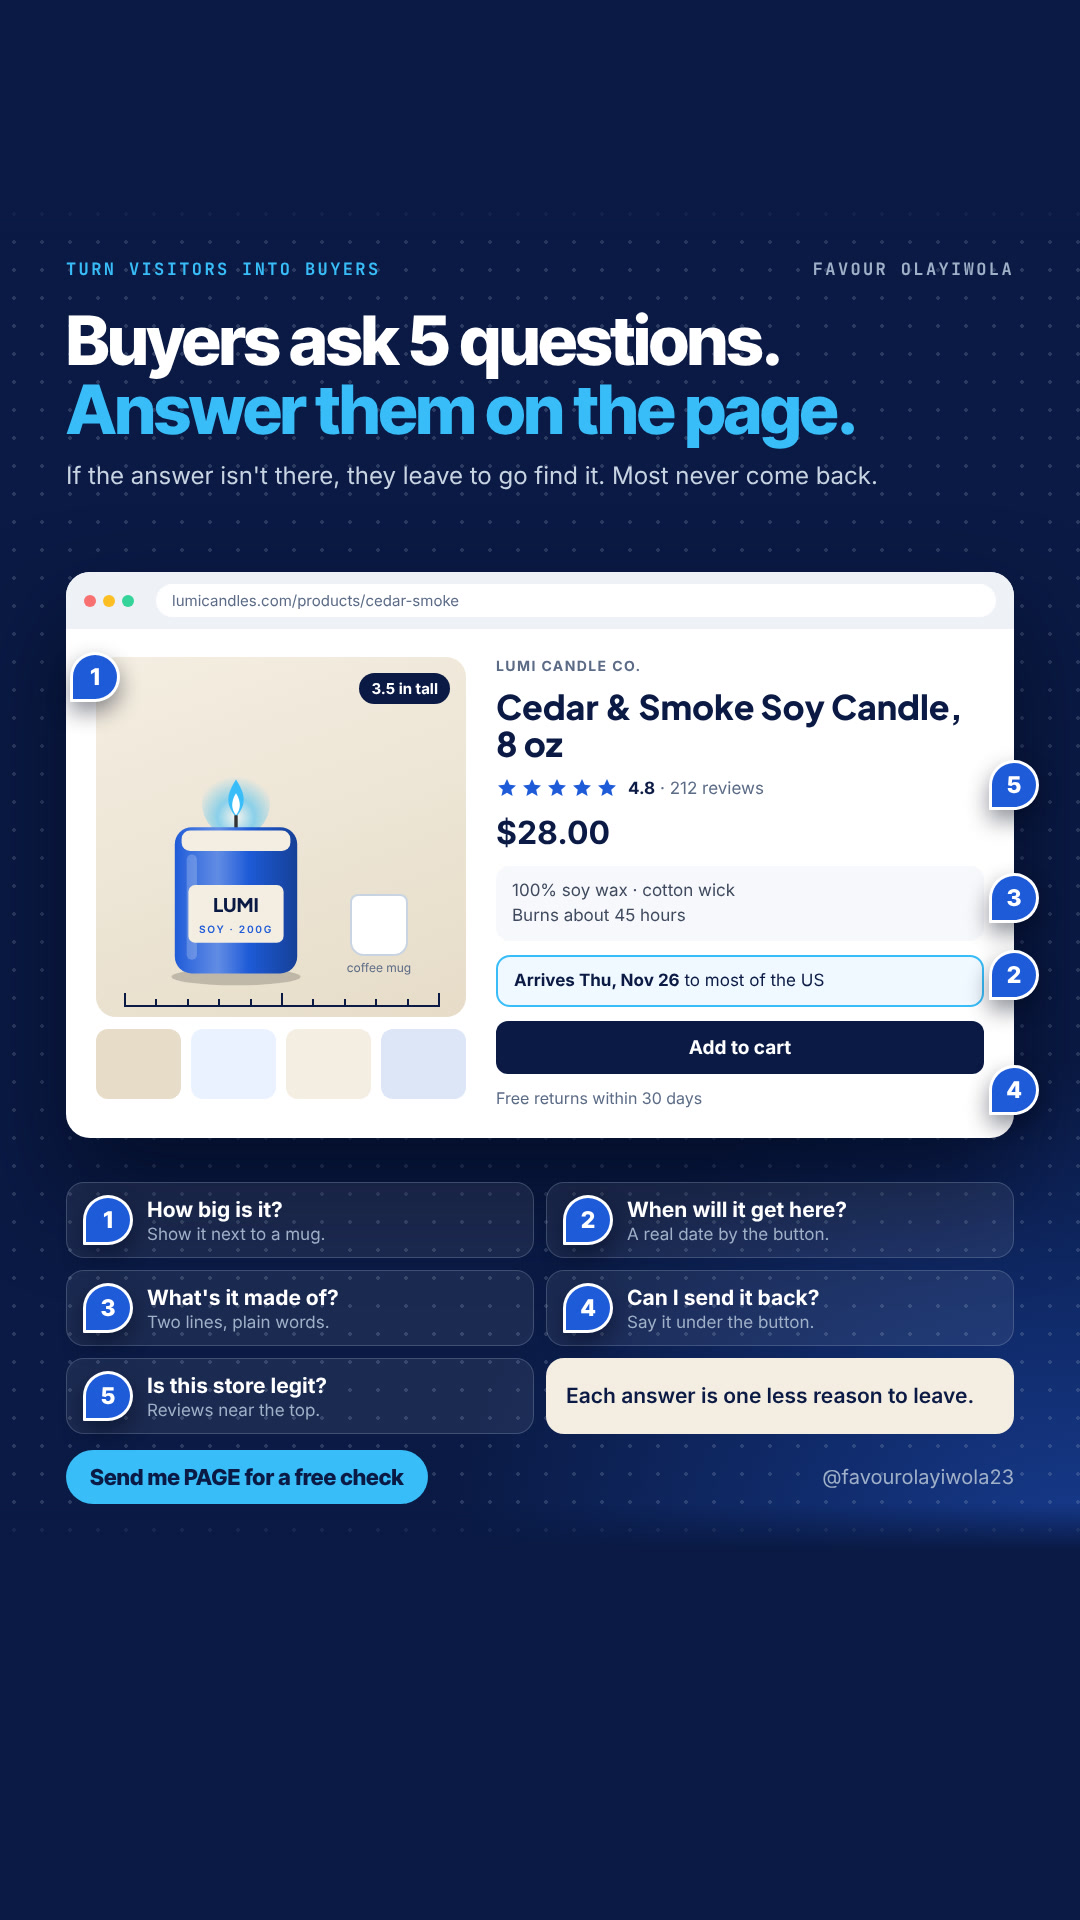 TURN VISITORS INTO BUYERS
FAVOUR OLAYIWOLA
Buyers ask 5 questions.
Answer them on the page.
If the answer isn't there, they leave to go find it. Most never come back.
lumicandles.com/products/cedar-smoke
1
3.5 in tall
LUMI
SOY · 200G
coffee mug
LUMI CANDLE CO.
Cedar & Smoke Soy Candle,
8 oz
4.8 · 212 reviews
5
$28.00
100% soy wax · cotton wick
Burns about 45 hours
3
Arrives Thu, Nov 26 to most of the US
2
Add to cart
Free returns within 30 days
4
1
How big is it?
Show it next to a mug.
2
When will it get here?
A real date by the button.
3
What's it made of?
Two lines, plain words.
4
Can I send it back?
Say it under the button.
5
Is this store legit?
Reviews near the top.
Each answer is one less reason to leave.
Send me PAGE for a free check
@favourolayiwola23